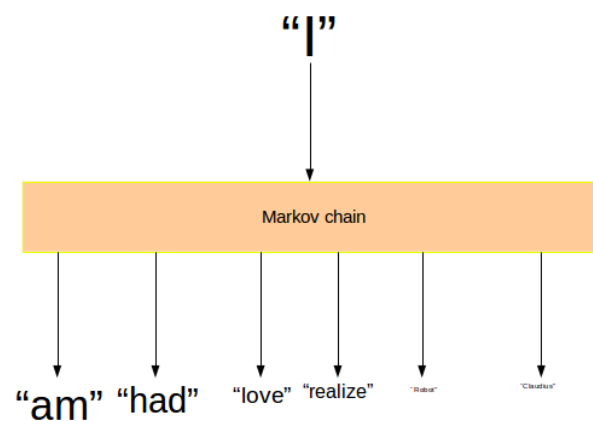 “I”
Markov chain
“am” “had” “love” “realize” “Robot” “Claudius”